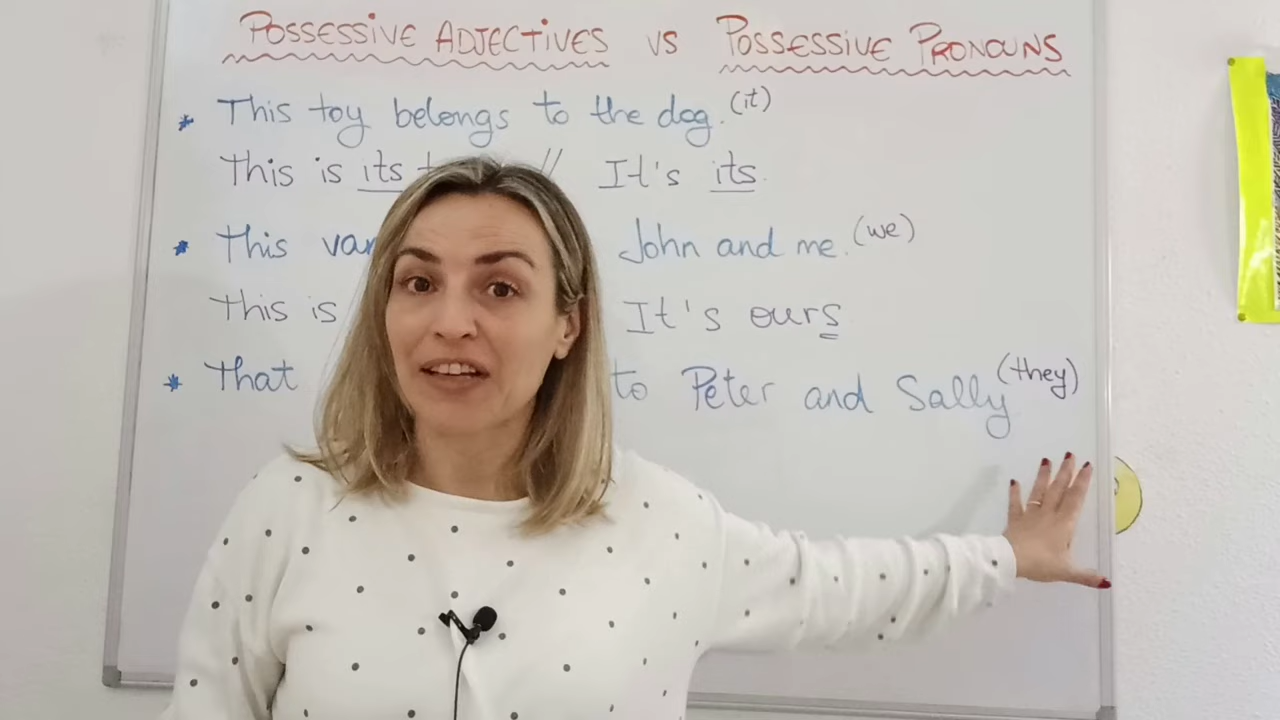 POSSESSIVE ADJECTIVES vs POSSESSIVE PRONOUNS
* This toy belongs to the dog. (it)
This is its // It's its.
* This van John and me. (we)
This is It's ours
* That to Peter and Sally (they)